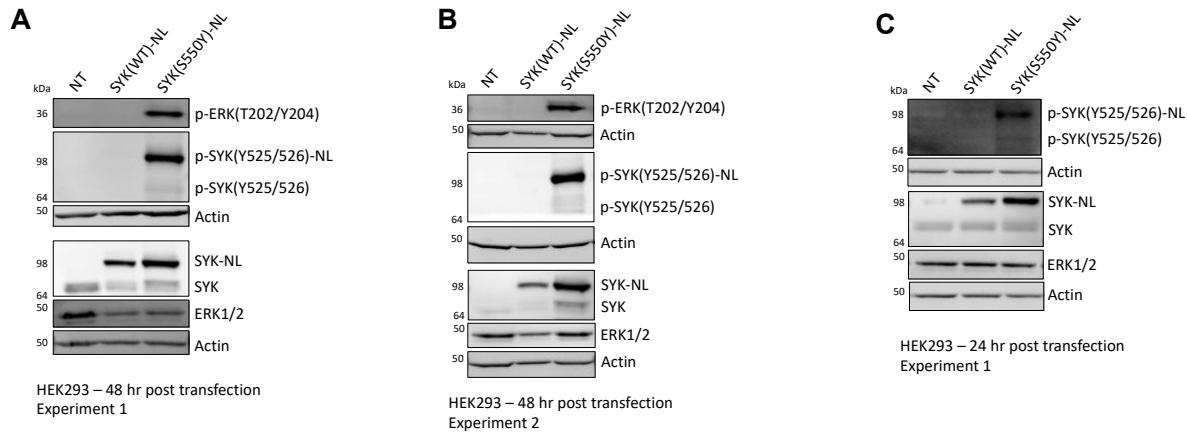 A
NT
SYK(WT)-NL
SYK(S550Y)-NL
kDa
36
p-ERK(T202/Y204)
98
p-SYK(Y525/526)-NL
p-SYK(Y525/526)
64
50
Actin
98
SYK-NL
SYK
64
50
ERK1/2
50
Actin
HEK293 – 48 hr post transfection
Experiment 1
B
NT
SYK(WT)-NL
SYK(S550Y)-NL
kDa
36
p-ERK(T202/Y204)
50
Actin
98
p-SYK(Y525/526)-NL
p-SYK(Y525/526)
64
50
Actin
98
SYK-NL
SYK
64
50
ERK1/2
50
Actin
HEK293 – 48 hr post transfection
Experiment 2
C
NT
SYK(WT)-NL
SYK(S550Y)-NL
kDa
98
p-SYK(Y525/526)-NL
p-SYK(Y525/526)
64
50
Actin
98
SYK-NL
SYK
64
50
ERK1/2
50
Actin
HEK293 – 24 hr post transfection
Experiment 1